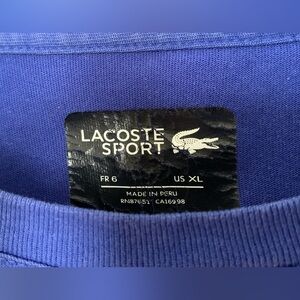 LACOSTE
SPORT
FR 6 US XL
MADE IN PERU
RN87651 CA16998